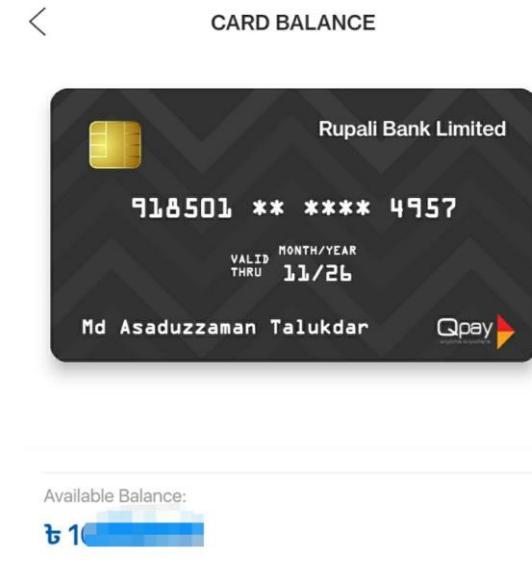 CARD BALANCE
Rupali Bank Limited
918501 ** **** 4957
MONTH/YEAR
VALID THRU 11/26
Md Asaduzzaman Talukdar
Qpay
Available Balance:
৳ 1